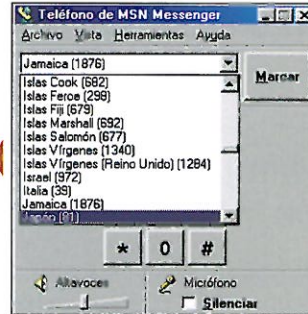 Teléfono de MSN Messenger
Archivo Vista Herramientas Ayuda
Jamaica (1876)
Marcar
Islas Cook (682)
Islas Feroe (298)
Islas Fiji (679)
Islas Marshall (692)
Islas Salomón (677)
Islas Vírgenes (1340)
Islas Vírgenes (Reino Unido) (1284)
Israel (972)
Italia (39)
Jamaica (1876)
Japón (81)
* 0 #
Altavoces Micrófono
Silenciar